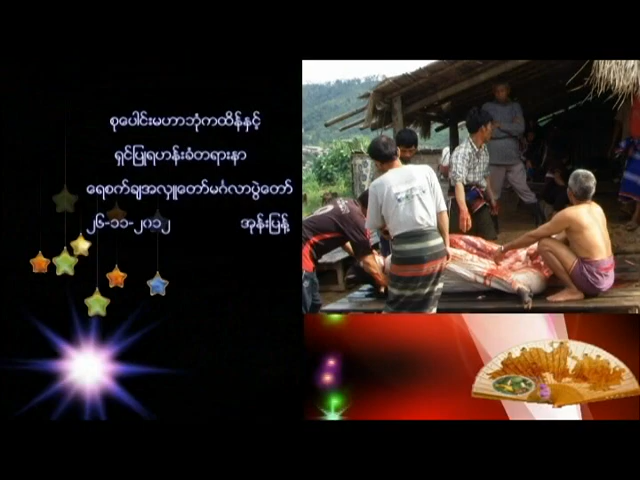 စုပေါင်းမဟာဘုံကထိန်နှင့်
ရှင်ပြုရဟန်းခံတရားနာ
ရေစက်ချအလှူတော်မင်္ဂလာပွဲတော်
၂၆-၁၁-၂၀၁၂ အုန်းပြန့်